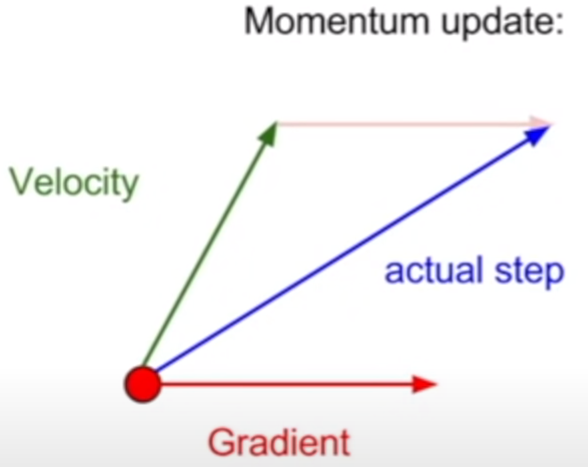 Momentum update:
Velocity
actual step
Gradient